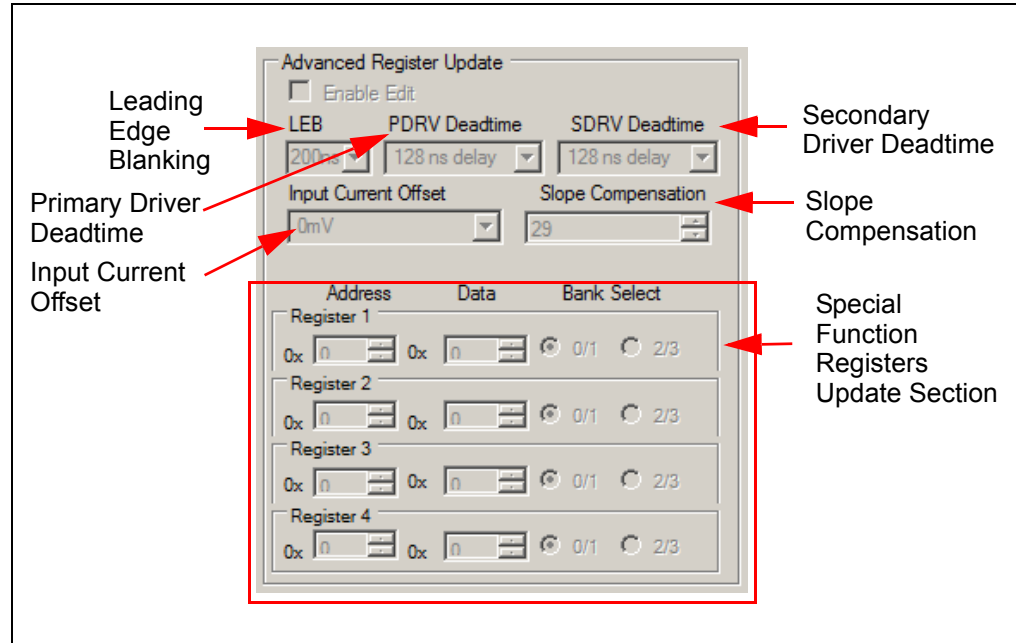 Advanced Register Update
Enable Edit
Leading
Edge
Blanking
LEB
PDRV Deadtime
SDRV Deadtime
Secondary
Driver Deadtime
200ns
128 ns delay
128 ns delay
Primary Driver
Deadtime
Input Current Offset
Slope Compensation
Slope
Compensation
0mV
29
Input Current
Offset
Address Data Bank Select
Special
Function
Registers
Update Section
Register 1
0x 0 0x 0 0/1 2/3
Register 2
0x 0 0x 0 0/1 2/3
Register 3
0x 0 0x 0 0/1 2/3
Register 4
0x 0 0x 0 0/1 2/3